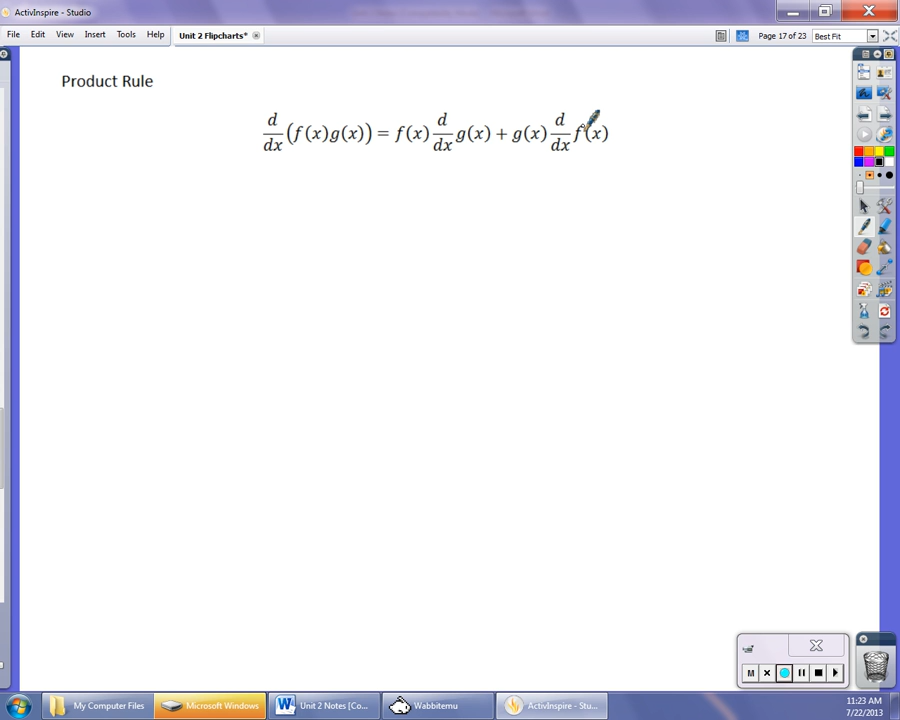 ActivInspire - Studio
File Edit View Insert Tools Help Unit 2 Flipcharts* Page 17 of 23 Best Fit
Product Rule
d/dx (f(x)g(x)) = f(x) d/dx g(x) + g(x) d/dx f(x)
M
My Computer Files Microsoft Windows Unit 2 Notes [Co... Wabbitemu ActivInspire - Stu...
11:23 AM
7/22/2013